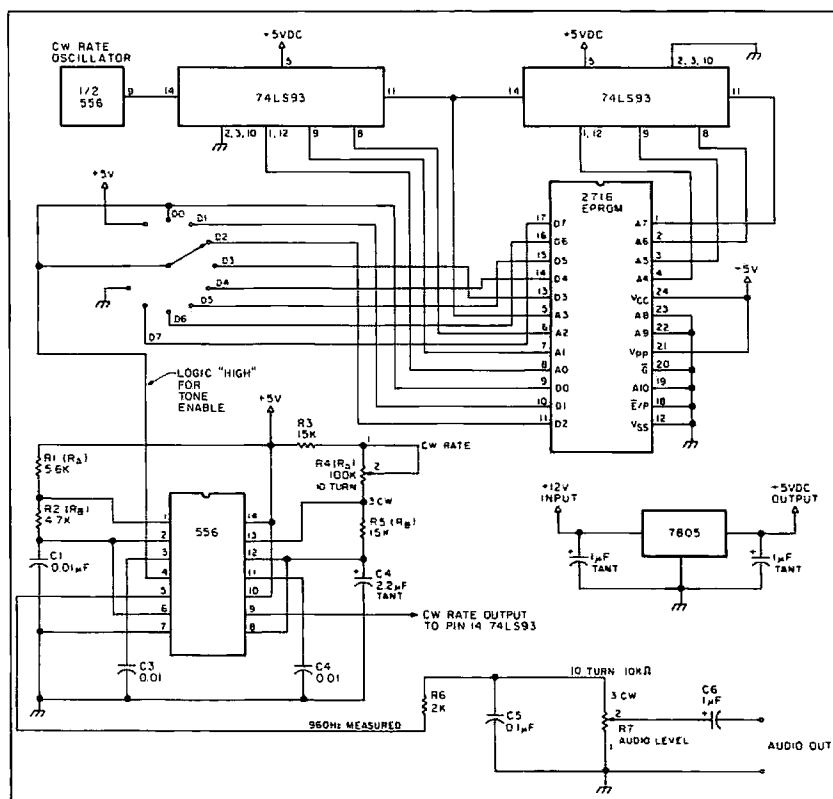 CW RATE
OSCILLATOR
1/2
556
9
14
+5VDC
5
74LS93
11
2, 3, 10
1, 12
9
8
14
+5VDC
5
2, 3, 10
74LS93
11
1, 12
9
8
+5V
D0
D1
D2
D3
D4
D5
D6
D7
2716
EPROM
17 D7
16 D6
15 D5
14 D4
13 D3
5 A3
6 A2
7 A1
8 A0
9 D0
10 D1
11 D2
A7 1
A6 2
A5 3
A4 4
VCC 24
A8 23
A9 22
Vpp 21
G̅ 20
A10 19
E̅/P 18
VSS 12
+5V
LOGIC "HIGH"
FOR
TONE
ENABLE
+5V
R3
15K
1
CW RATE
R4(RA)
100K
10 TURN
2
3 CW
R1 (RA)
5.6K
R2 (RB)
4.7K
C1
0.01µF
R5 (RB)
15K
C4
2.2µF
TANT
556
1
2
3
4
5
6
7
14
13
12
11
10
9
8
C3
0.01
C4
0.01
CW RATE OUTPUT
TO PIN 14 74LS93
+12V
INPUT
+5VDC
OUTPUT
7805
+
1µF
TANT
+
1µF
TANT
960Hz MEASURED
R6
2K
C5
0.1µF
10 TURN 10KΩ
3 CW
2
R7
AUDIO LEVEL
1
C6
1µF
+
AUDIO OUT